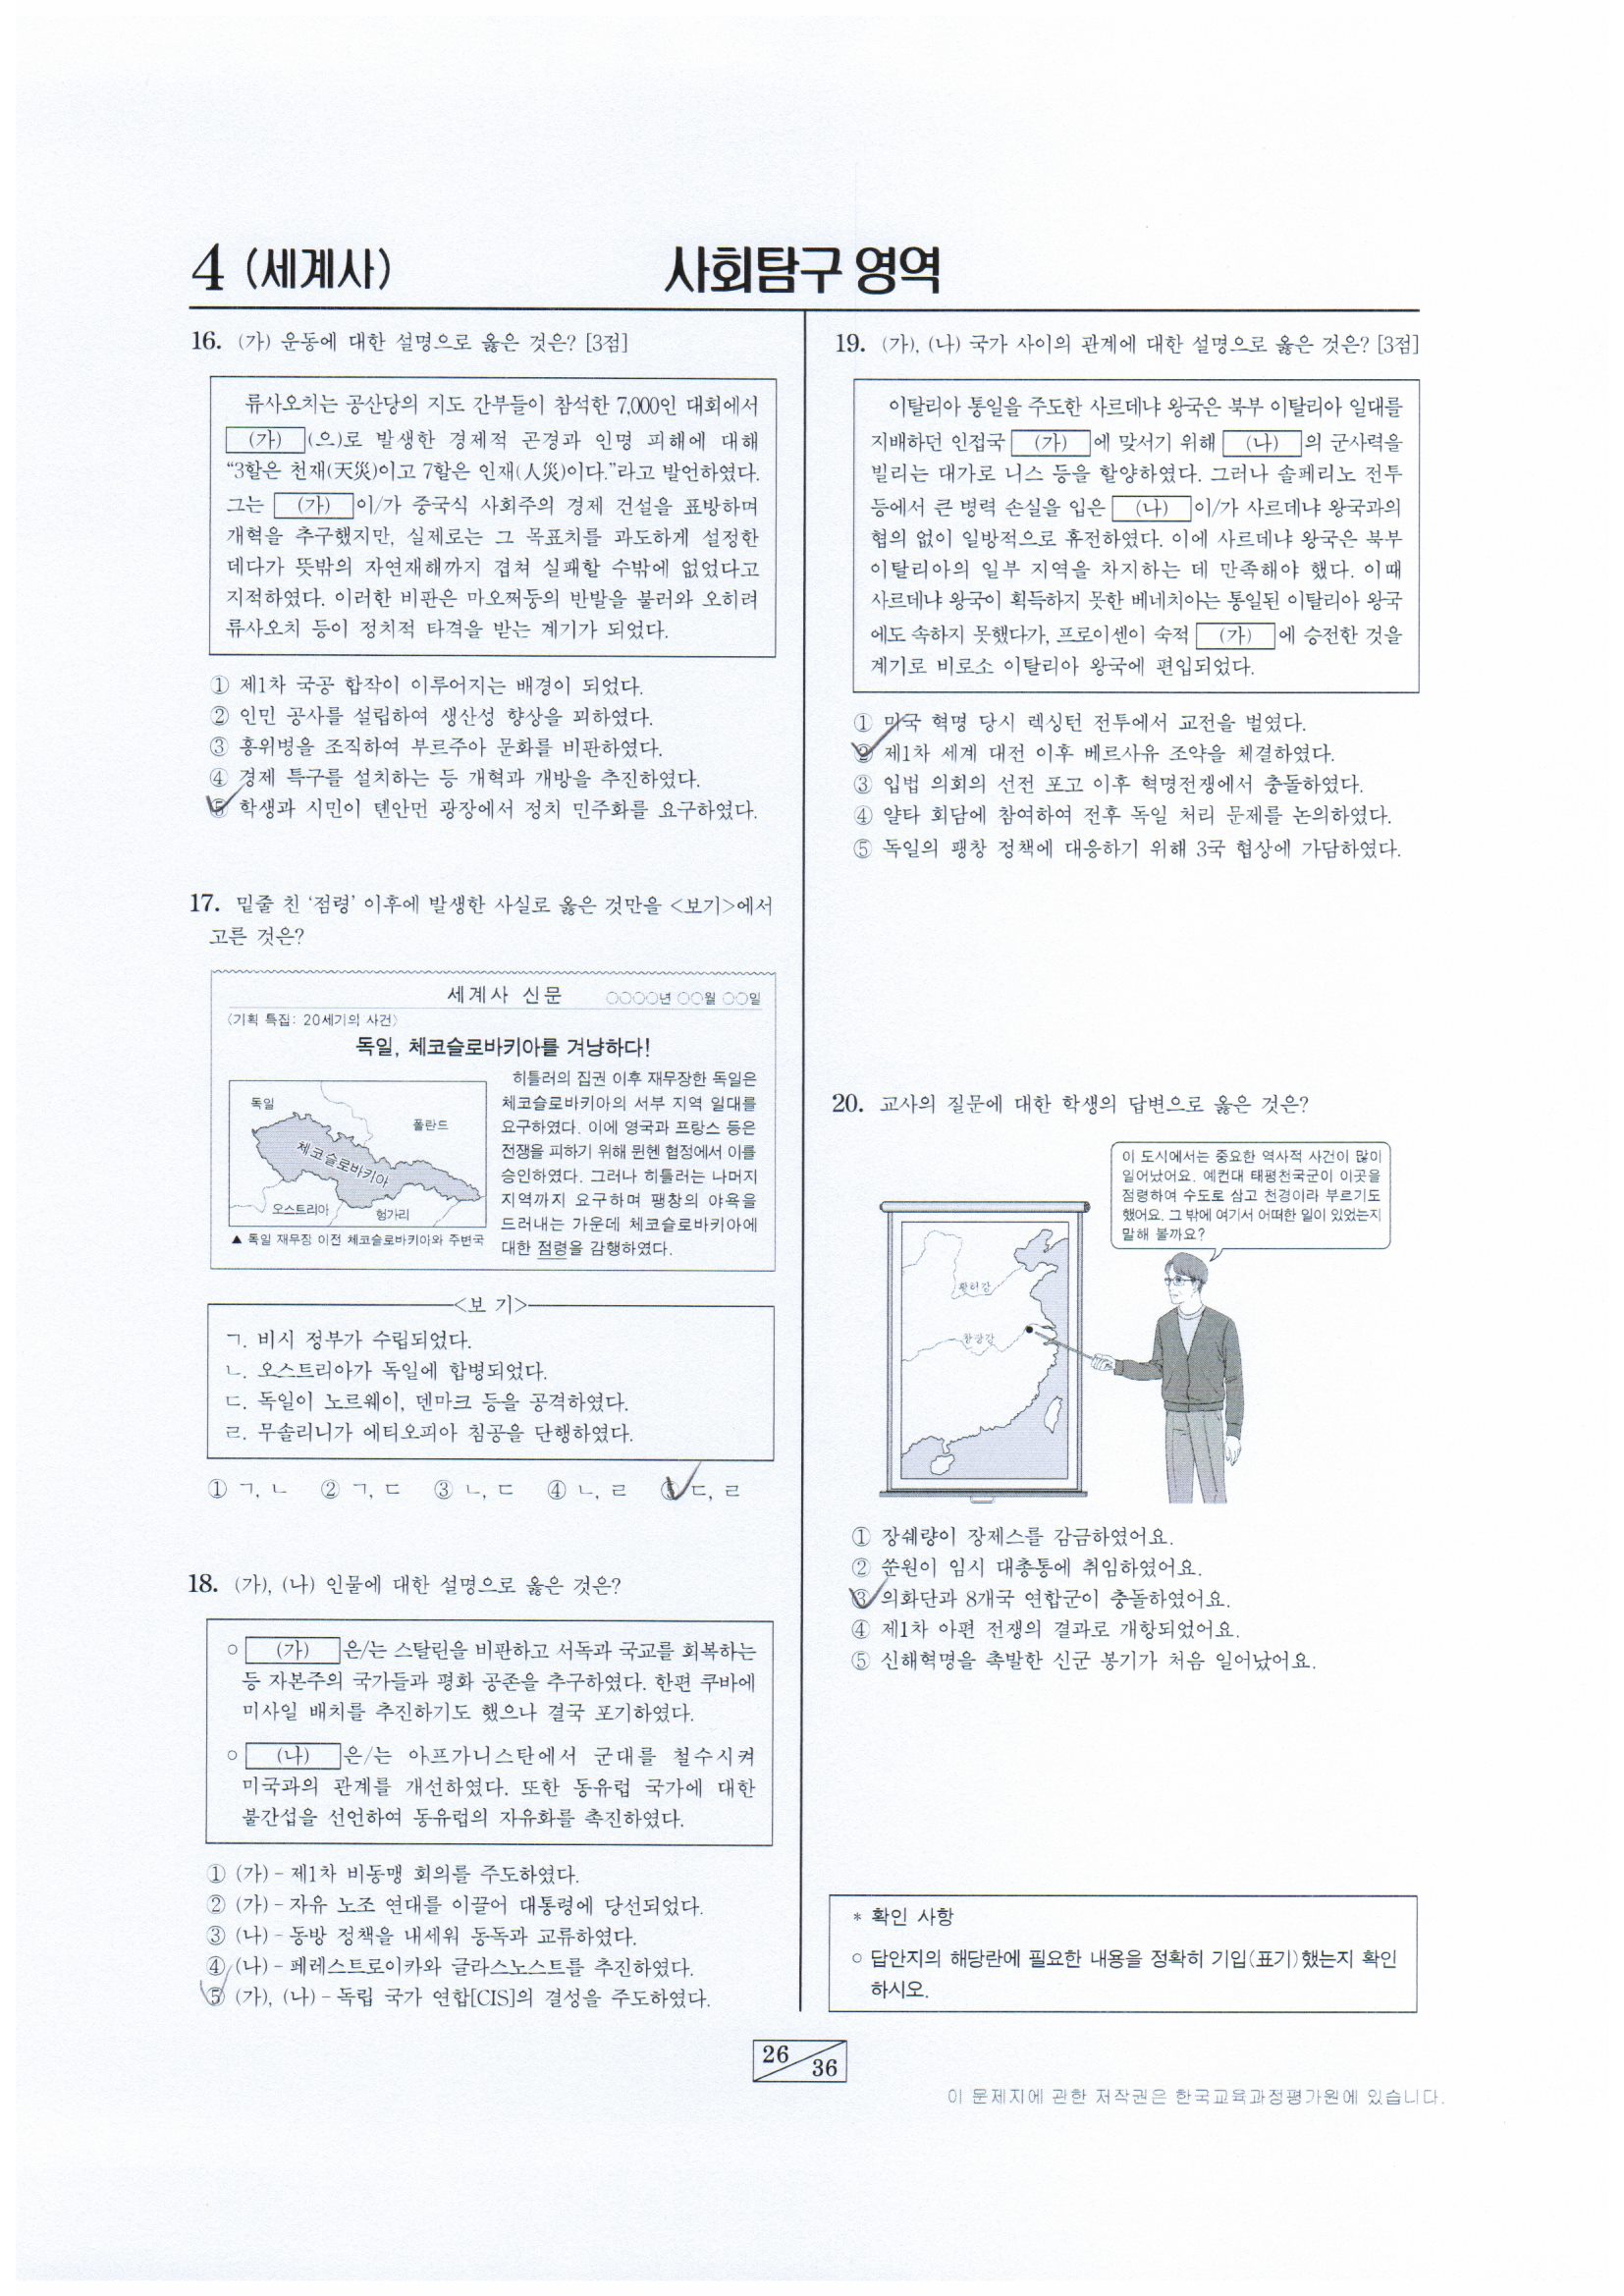 4 (세계사)
사회탐구 영역
16. (가) 운동에 대한 설명으로 옳은 것은? [3점]
류사오치는 공산당의 지도 간부들이 참석한 7,000인 대회에서
(가) (으)로 발생한 경제적 곤경과 인명 피해에 대해
“3할은 천재(天災)이고 7할은 인재(人災)이다.”라고 발언하였다.
그는 (가) 이/가 중국식 사회주의 경제 건설을 표방하며
개혁을 추구했지만, 실제로는 그 목표치를 과도하게 설정한
데다가 뜻밖의 자연재해까지 겹쳐 실패할 수밖에 없었다고
지적하였다. 이러한 비판은 마오쩌둥의 반발을 불러와 오히려
류사오치 등이 정치적 타격을 받는 계기가 되었다.
① 제1차 국공 합작이 이루어지는 배경이 되었다.
② 인민 공사를 설립하여 생산성 향상을 꾀하였다.
③ 홍위병을 조직하여 부르주아 문화를 비판하였다.
④ 경제 특구를 설치하는 등 개혁과 개방을 추진하였다.
⑤ 학생과 시민이 톈안먼 광장에서 정치 민주화를 요구하였다.
17. 밑줄 친 ‘점령’ 이후에 발생한 사실로 옳은 것만을 <보기>에서
고른 것은?
세계사 신문 ○○○○년 ○○월 ○○일
〈기획 특집: 20세기의 사건〉
독일, 체코슬로바키아를 겨냥하다!
독일
폴란드
체코슬로바키아
오스트리아
헝가리
▲ 독일 재무장 이전 체코슬로바키아와 주변국
히틀러의 집권 이후 재무장한 독일은
체코슬로바키아의 서부 지역 일대를
요구하였다. 이에 영국과 프랑스 등은
전쟁을 피하기 위해 뮌헨 협정에서 이를
승인하였다. 그러나 히틀러는 나머지
지역까지 요구하며 팽창의 야욕을
드러내는 가운데 체코슬로바키아에
대한 점령을 감행하였다.
<보 기>
ㄱ. 비시 정부가 수립되었다.
ㄴ. 오스트리아가 독일에 합병되었다.
ㄷ. 독일이 노르웨이, 덴마크 등을 공격하였다.
ㄹ. 무솔리니가 에티오피아 침공을 단행하였다.
① ㄱ, ㄴ ② ㄱ, ㄷ ③ ㄴ, ㄷ ④ ㄴ, ㄹ ⑤ ㄷ, ㄹ
18. (가), (나) 인물에 대한 설명으로 옳은 것은?
○ (가) 은/는 스탈린을 비판하고 서독과 국교를 회복하는
등 자본주의 국가들과 평화 공존을 추구하였다. 한편 쿠바에
미사일 배치를 추진하기도 했으나 결국 포기하였다.
○ (나) 은/는 아프가니스탄에서 군대를 철수시켜
미국과의 관계를 개선하였다. 또한 동유럽 국가에 대한
불간섭을 선언하여 동유럽의 자유화를 촉진하였다.
① (가) - 제1차 비동맹 회의를 주도하였다.
② (가) - 자유 노조 연대를 이끌어 대통령에 당선되었다.
③ (나) - 동방 정책을 내세워 동독과 교류하였다.
④ (나) - 페레스트로이카와 글라스노스트를 추진하였다.
⑤ (가), (나) - 독립 국가 연합[CIS]의 결성을 주도하였다.
19. (가), (나) 국가 사이의 관계에 대한 설명으로 옳은 것은? [3점]
이탈리아 통일을 주도한 사르데냐 왕국은 북부 이탈리아 일대를
지배하던 인접국 (가) 에 맞서기 위해 (나) 의 군사력을
빌리는 대가로 니스 등을 할양하였다. 그러나 솔페리노 전투
등에서 큰 병력 손실을 입은 (나) 이/가 사르데냐 왕국과의
협의 없이 일방적으로 휴전하였다. 이에 사르데냐 왕국은 북부
이탈리아의 일부 지역을 차지하는 데 만족해야 했다. 이때
사르데냐 왕국이 획득하지 못한 베네치아는 통일된 이탈리아 왕국
에도 속하지 못했다가, 프로이센이 숙적 (가) 에 승전한 것을
계기로 비로소 이탈리아 왕국에 편입되었다.
① 미국 혁명 당시 렉싱턴 전투에서 교전을 벌였다.
② 제1차 세계 대전 이후 베르사유 조약을 체결하였다.
③ 입법 의회의 선전 포고 이후 혁명전쟁에서 충돌하였다.
④ 얄타 회담에 참여하여 전후 독일 처리 문제를 논의하였다.
⑤ 독일의 팽창 정책에 대응하기 위해 3국 협상에 가담하였다.
20. 교사의 질문에 대한 학생의 답변으로 옳은 것은?
이 도시에서는 중요한 역사적 사건이 많이
일어났어요. 예컨대 태평천국군이 이곳을
점령하여 수도로 삼고 천경이라 부르기도
했어요. 그 밖에 여기서 어떠한 일이 있었는지
말해 볼까요?
황허강
창장강
① 장쉐량이 장제스를 감금하였어요.
② 쑨원이 임시 대총통에 취임하였어요.
③ 의화단과 8개국 연합군이 충돌하였어요.
④ 제1차 아편 전쟁의 결과로 개항되었어요.
⑤ 신해혁명을 촉발한 신군 봉기가 처음 일어났어요.
* 확인 사항
○ 답안지의 해당란에 필요한 내용을 정확히 기입(표기)했는지 확인
하시오.
26 36
이 문제지에 관한 저작권은 한국교육과정평가원에 있습니다.